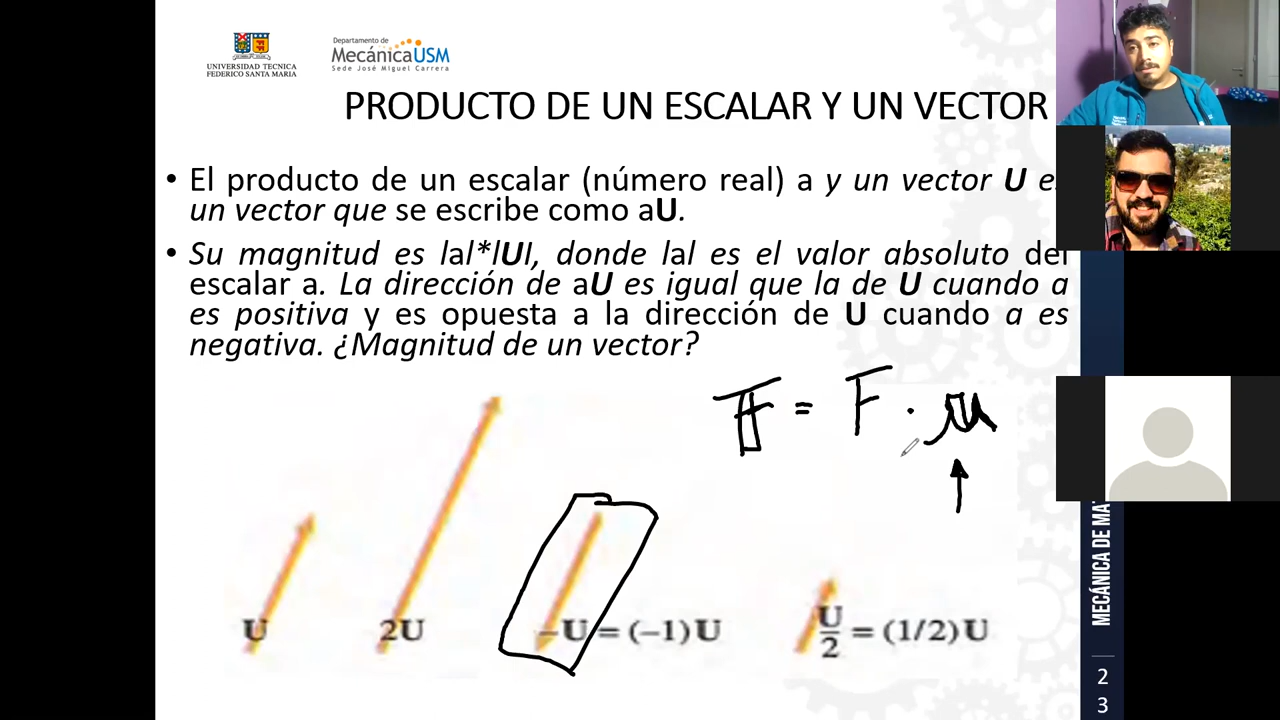 UNIVERSIDAD TECNICA
FEDERICO SANTA MARIA
Departamento de
MecánicaUSM
Sede José Miguel Carrera
PRODUCTO DE UN ESCALAR Y UN VECTOR
• El producto de un escalar (número real) a y un vector U
un vector que se escribe como aU.
• Su magnitud es lal*lUI, donde lal es el valor absoluto del
escalar a. La dirección de aU es igual que la de U cuando a
es positiva y es opuesta a la dirección de U cuando a es
negativa. ¿Magnitud de un vector?
F = F · u
U
2U
-U = (-1)U
U/2 = (1/2)U
MECÁNICA DE
2
3